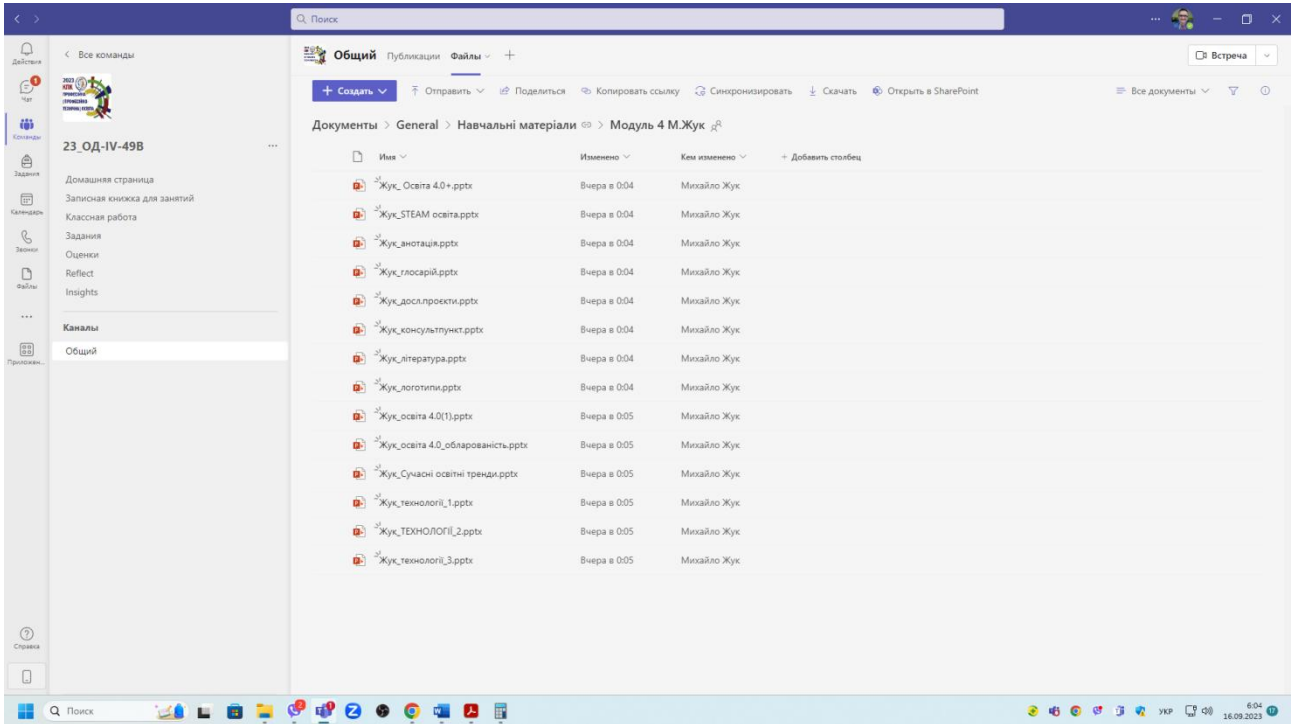 Поиск
Действия
Чат
1
Команды
Задания
Календарь
Звонки
Файлы
Справка
Все команды
2023
КПК
23_ОД-IV-49В
Домашняя страница
Записная книжка для занятий
Классная работа
Задания
Оценки
Reflect
Insights
Каналы
Общий
Общий Публикации Файлы
Встреча
Создать Отправить Поделиться Копировать ссылку Синхронизировать Скачать Открыть в SharePoint Все документы
Документы > General > Навчальні матеріали > Модуль 4 М.Жук
Имя Изменено Кем изменено + Добавить столбец
Жук_ Освіта 4.0+.pptx Вчера в 0:04 Михайло Жук
Жук_STEAM освіта.pptx Вчера в 0:04 Михайло Жук
Жук_анотація.pptx Вчера в 0:04 Михайло Жук
Жук_глосарій.pptx Вчера в 0:04 Михайло Жук
Жук_досл.проєкти.pptx Вчера в 0:04 Михайло Жук
Жук_консультпункт.pptx Вчера в 0:04 Михайло Жук
Жук_література.pptx Вчера в 0:04 Михайло Жук
Жук_логотипи.pptx Вчера в 0:04 Михайло Жук
Жук_освіта 4.0(1).pptx Вчера в 0:05 Михайло Жук
Жук_освіта 4.0_обларованість.pptx Вчера в 0:05 Михайло Жук
Жук_Сучасні освітні тренди.pptx Вчера в 0:05 Михайло Жук
Жук_технології_1.pptx Вчера в 0:05 Михайло Жук
Жук_ТЕХНОЛОГІЇ_2.pptx Вчера в 0:05 Михайло Жук
Жук_технології_3.pptx Вчера в 0:05 Михайло Жук
Поиск
УКР
6:04
16.09.2023